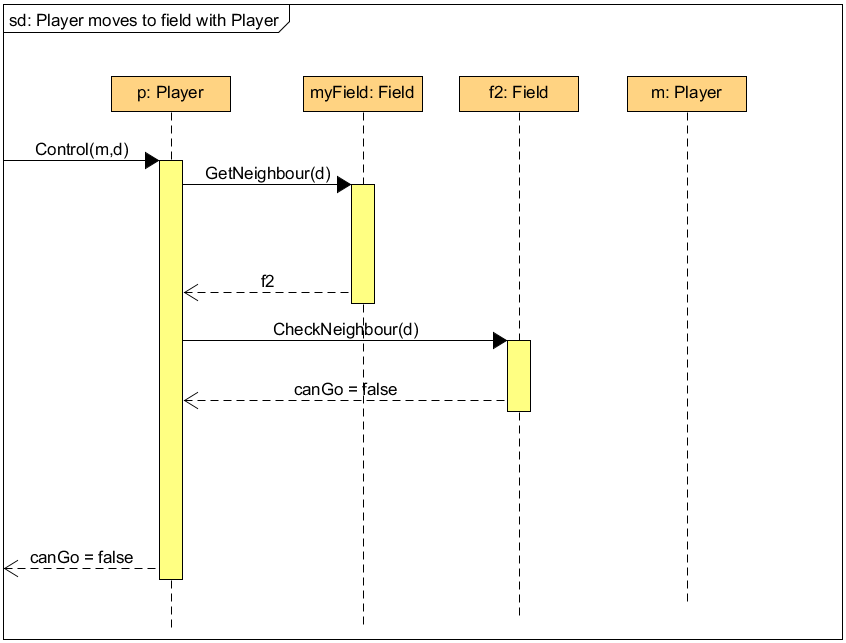 sd: Player moves to field with Player
p: Player
myField: Field
f2: Field
m: Player
Control(m,d)
GetNeighbour(d)
f2
CheckNeighbour(d)
canGo = false
canGo = false